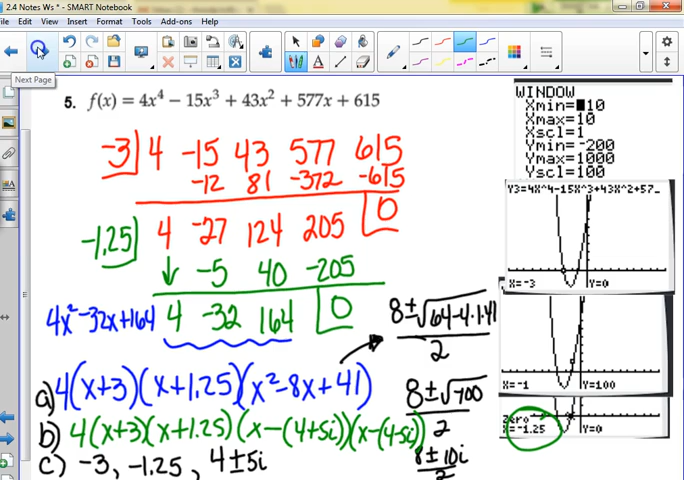 2.4 Notes Ws * - SMART Notebook
Edit View Insert Format Tools Add-ons Help
Next Page
5. f(x) = 4x⁴ − 15x³ + 43x² + 577x + 615
-3 4 -15 43 577 615
-12 81 -372 -615
4 -27 124 205 0
-1.25
-5 40 -205
4x²-32x+164 4 -32 164 0
a) 4(x+3)(x+1.25)(x²-8x+41)
b) 4(x+3)(x+1.25)(x-(4+5i))(x-(4-5i))
c) -3, -1.25, 4±5i
8±√64-4·1·41
2
8±√-100
2
8±10i
2
WINDOW
Xmin=-10
Xmax=10
Xscl=1
Ymin=-200
Ymax=1000
Yscl=100
Y3=4X^4-15X^3+43X^2+57...
X=-3 Y=0
X=-1 Y=100
Zero
X=-1.25 Y=0